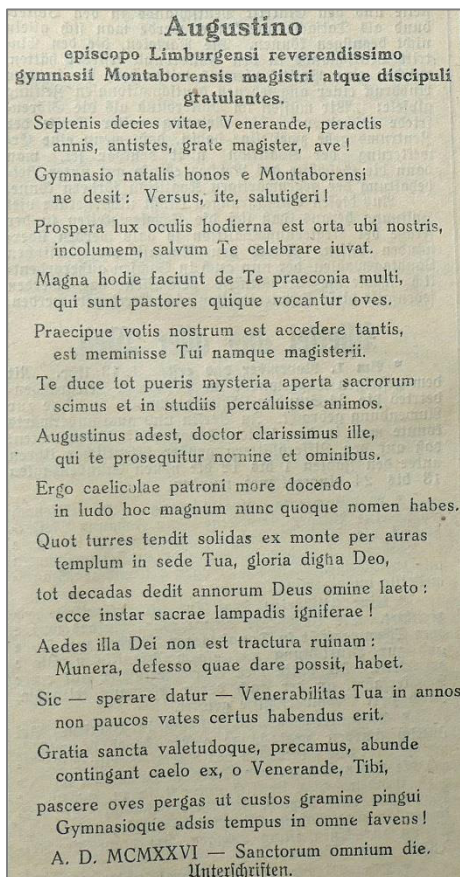 Augustino
episcopo Limburgensi reverendissimo
gymnasii Montaborensis magistri atque discipuli
gratulantes.
Septenis decies vitae, Venerande, peractis
annis, antistes, grate magister, ave !
Gymnasio natalis honos e Montaborensi
ne desit : Versus, ite, salutigeri !
Prospera lux oculis hodierna est orta ubi nostris,
incolumem, salvum Te celebrare iuvat.
Magna hodie faciunt de Te praeconia multi,
qui sunt pastores quique vocantur oves.
Praecipue votis nostrum est accedere tantis,
est meminisse Tui namque magisterii.
Te duce tot pueris mysteria aperta sacrorum
scimus et in studiis percaluisse animos.
Augustinus adest, doctor clarissimus ille,
qui te prosequitur nomine et ominibus.
Ergo caelicolae patroni more docendo
in ludo hoc magnum nunc quoque nomen habes.
Quot turres tendit solidas ex monte per auras
templum in sede Tua, gloria digna Deo,
tot decadas dedit annorum Deus omine laeto :
ecce instar sacrae lampadis igniferae !
Aedes illa Dei non est tractura ruinam :
Munera, defesso quae dare possit, habet.
Sic — sperare datur — Venerabilitas Tua in annos
non paucos vates certus habendus erit.
Gratia sancta valetudoque, precamur, abunde
contingant caelo ex, o Venerande, Tibi,
pascere oves pergas ut custos gramine pingui
Gymnasioque adsis tempus in omne favens !
A. D. MCMXXVI — Sanctorum omnium die.
Unterschriften.